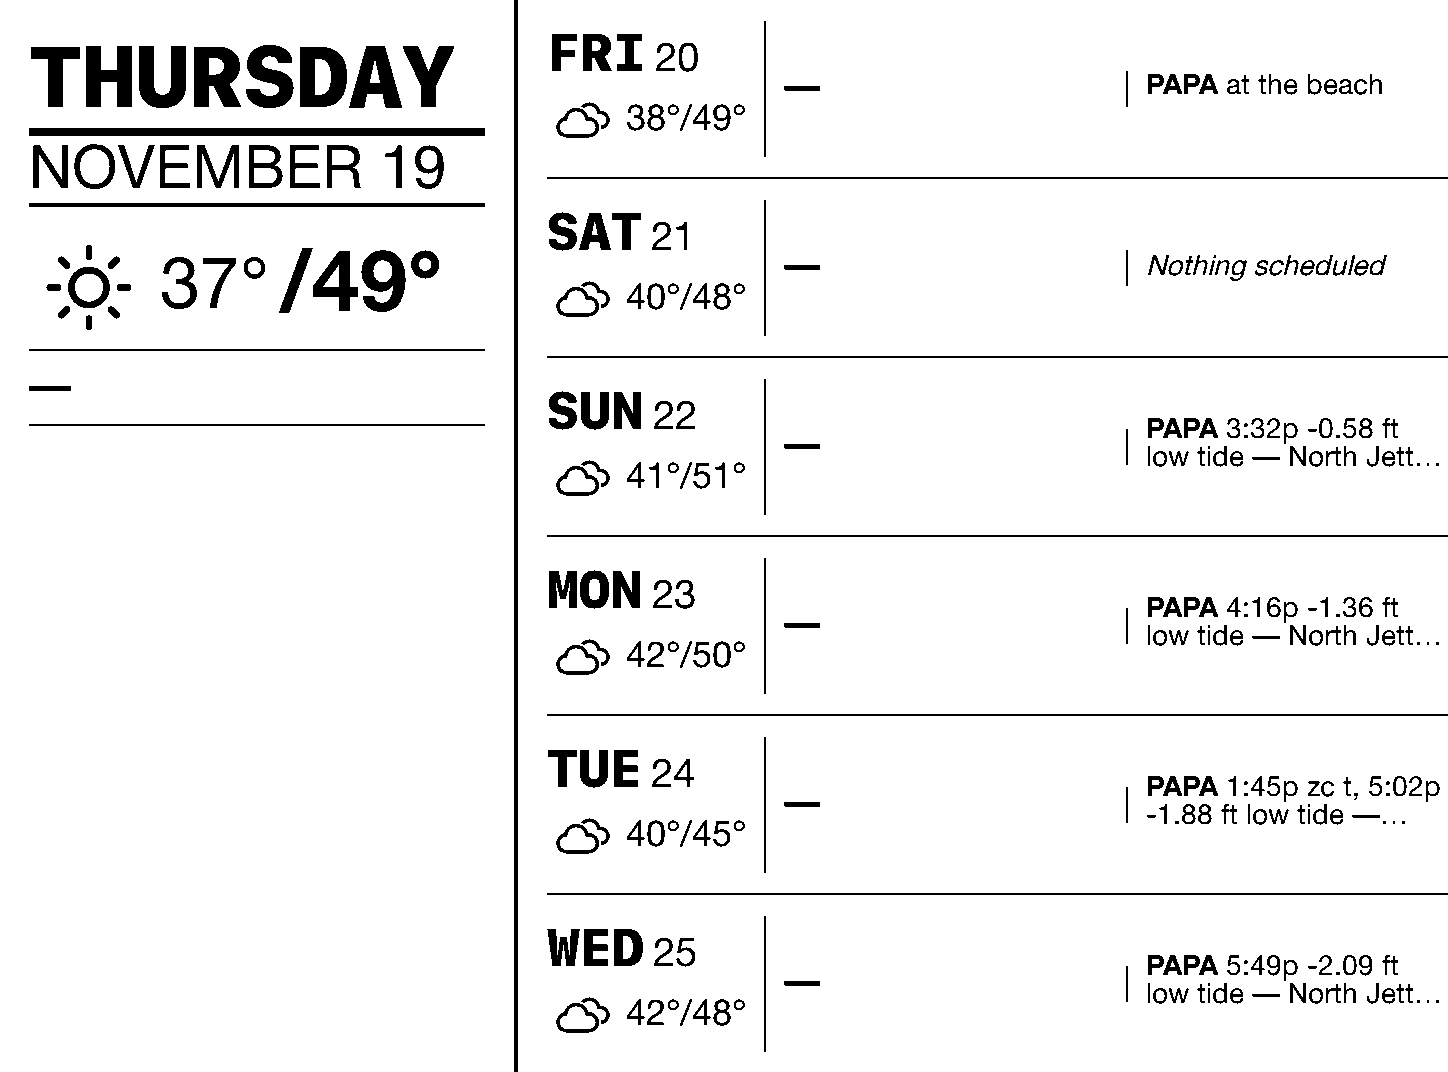 THURSDAY
NOVEMBER 19
37° /49°
—
FRI 20
38°/49°
—
PAPA at the beach
SAT 21
40°/48°
—
Nothing scheduled
SUN 22
41°/51°
—
PAPA 3:32p -0.58 ft
low tide — North Jett…
MON 23
42°/50°
—
PAPA 4:16p -1.36 ft
low tide — North Jett…
TUE 24
40°/45°
—
PAPA 1:45p zc t, 5:02p
-1.88 ft low tide —…
WED 25
42°/48°
—
PAPA 5:49p -2.09 ft
low tide — North Jett…